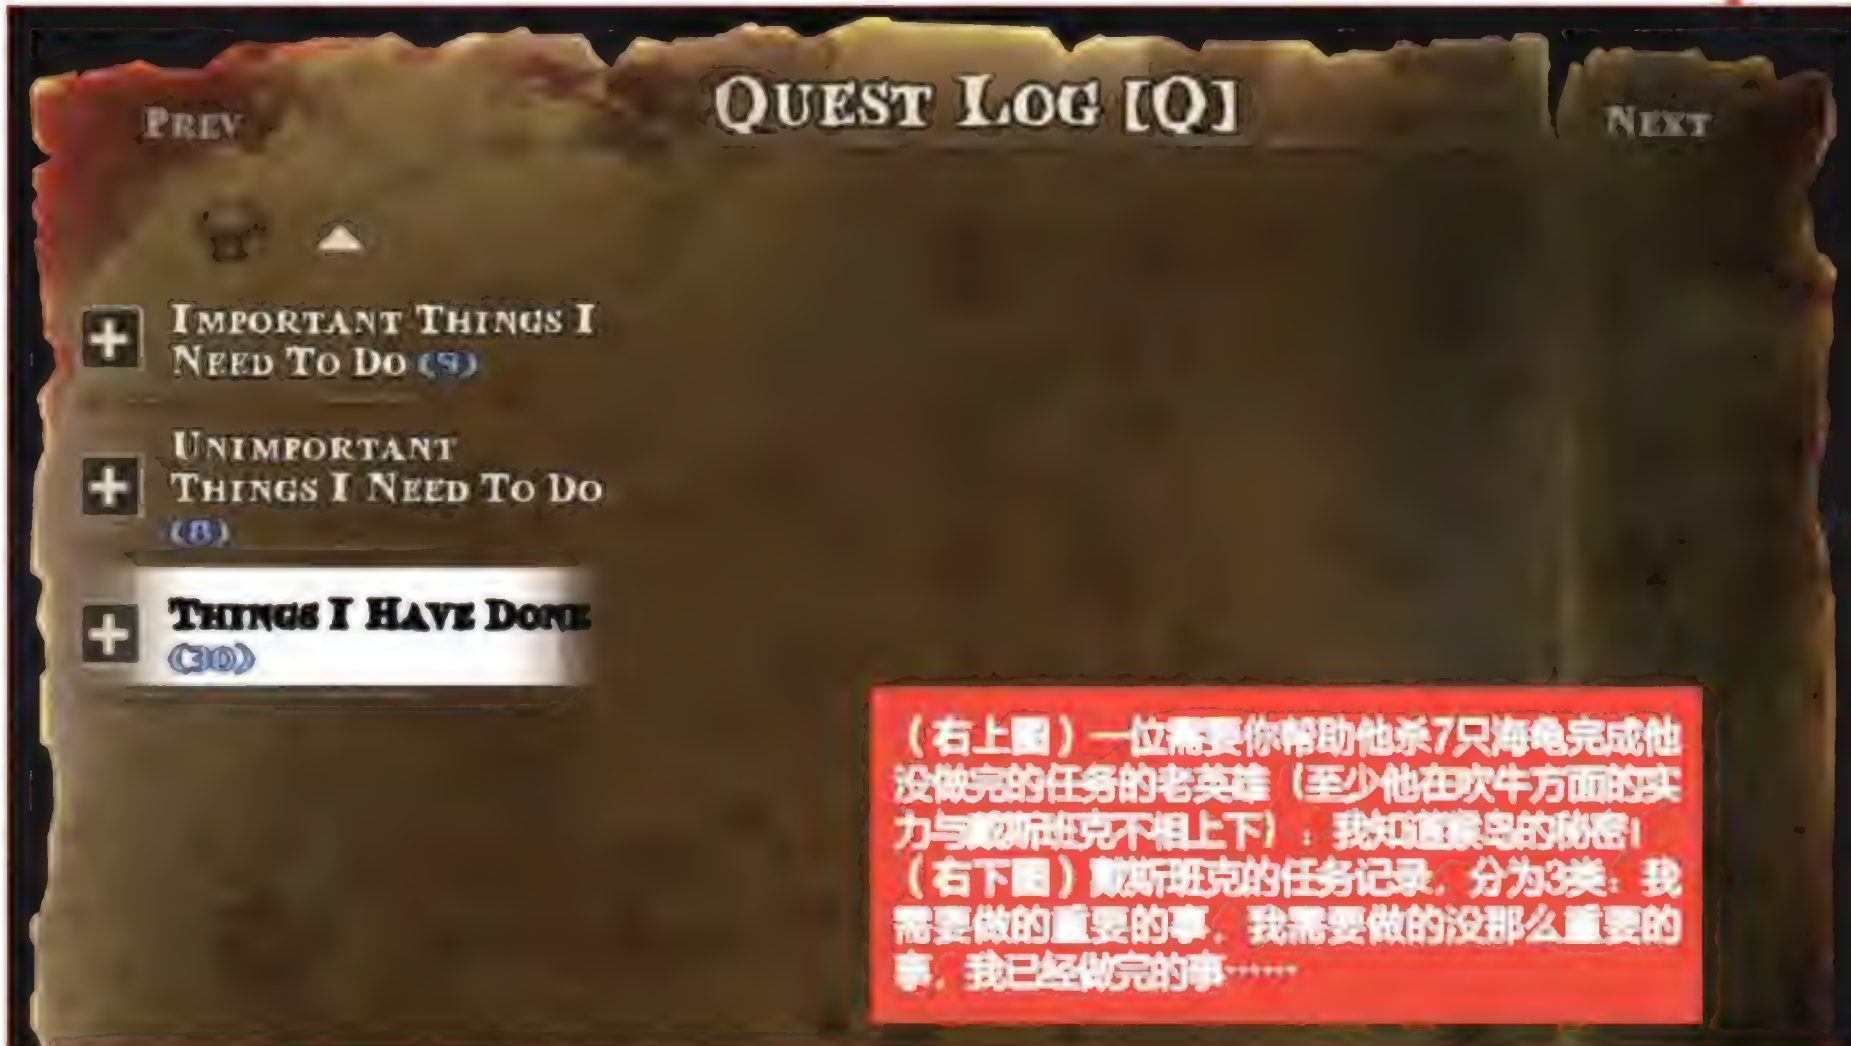 PREV
QUEST LOG [Q]
NEXT
IMPORTANT THINGS I
NEED TO DO (9)
UNIMPORTANT
THINGS I NEED TO DO
(8)
THINGS I HAVE DONE
(30)
（右上图）一位需要你帮助他杀7只海龟完成他
没做完的任务的老英雄（至少他在吹牛方面的实
力与戴斯班克不相上下）：我知道猴岛的秘密！
（右下图）戴斯班克的任务记录，分为3类：我
需要做的重要的事，我需要做的没那么重要的
事，我已经做完的事……